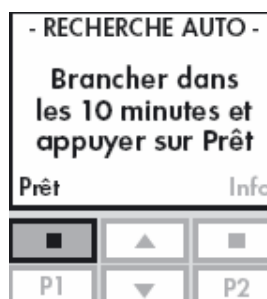 - RECHERCHE AUTO -
Brancher dans
les 10 minutes et
appuyer sur Prêt
Prêt Info
P1 P2